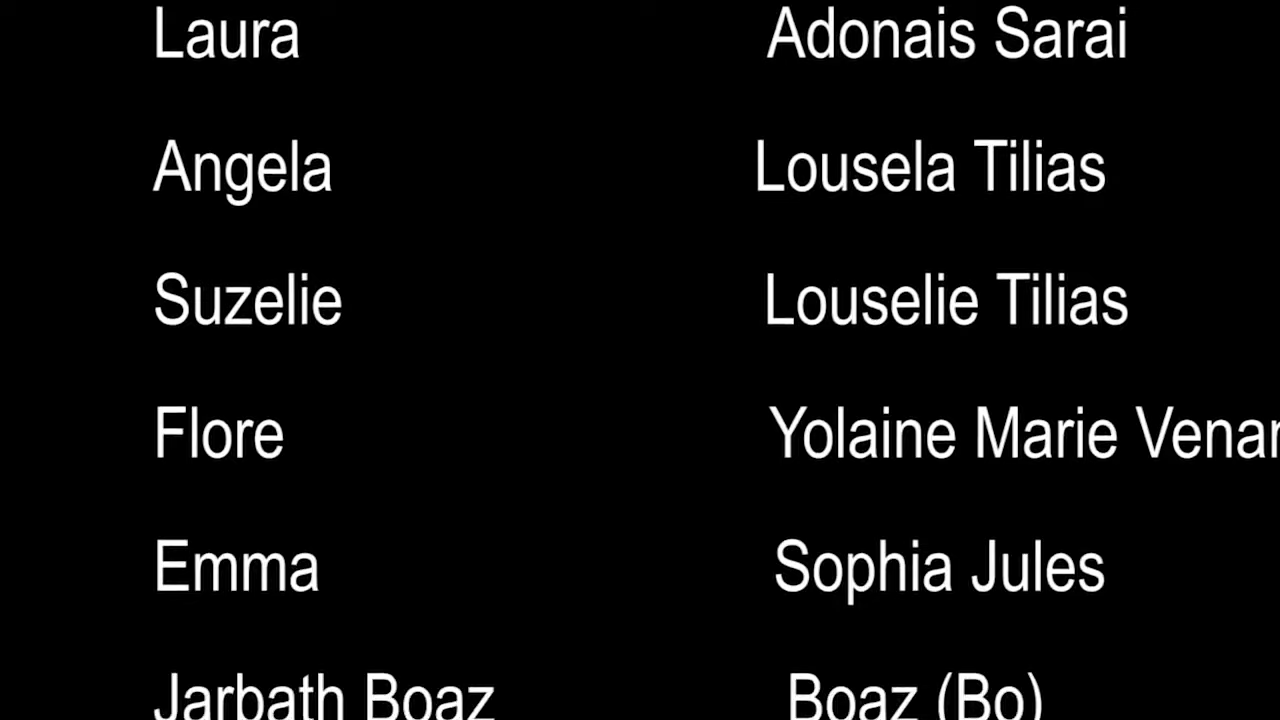 Laura Adonais Sarai
Angela Lousela Tilias
Suzelie Louselie Tilias
Flore Yolaine Marie
Emma Sophia Jules
Jarbath Boaz Boaz (Bo)